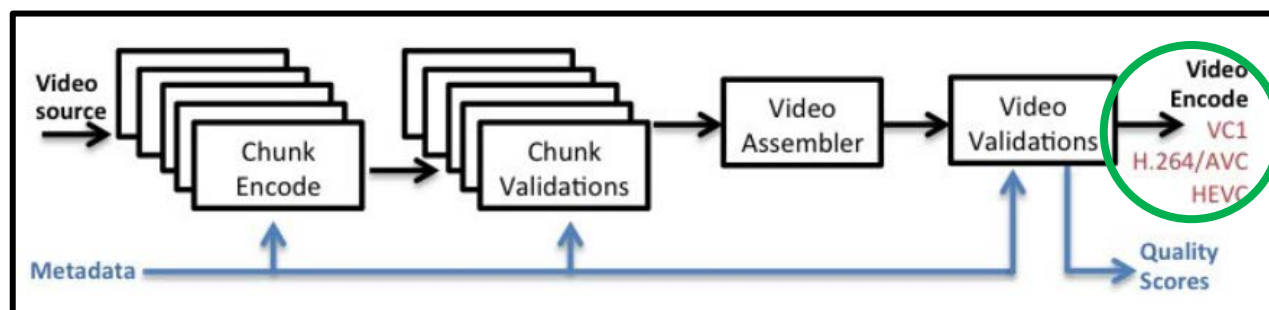 Video
source
Chunk
Encode
Chunk
Validations
Video
Assembler
Video
Validations
Video
Encode
VC1
H.264/AVC
HEVC
Metadata
Quality
Scores